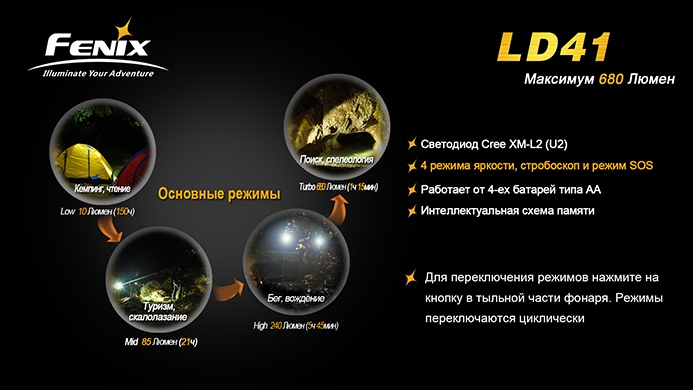 FENIX
Illuminate Your Adventure
LD41
Максимум 680 Люмен
Основные режимы
Кемпинг, чтение
Low 10 Люмен (150ч)
Туризм,
скалолазание
Mid 85 Люмен (21ч)
Бег, вождение
High 240 Люмен (5ч 45мин)
Поиск, спелеология
Turbo 680 Люмен (1ч 15мин)
Светодиод Cree XM-L2 (U2)
4 режима яркости, стробоскоп и режим SOS
Работает от 4-ех батарей типа AA
Интеллектуальная схема памяти
Для переключения режимов нажмите на
кнопку в тыльной части фонаря. Режимы
переключаются циклически